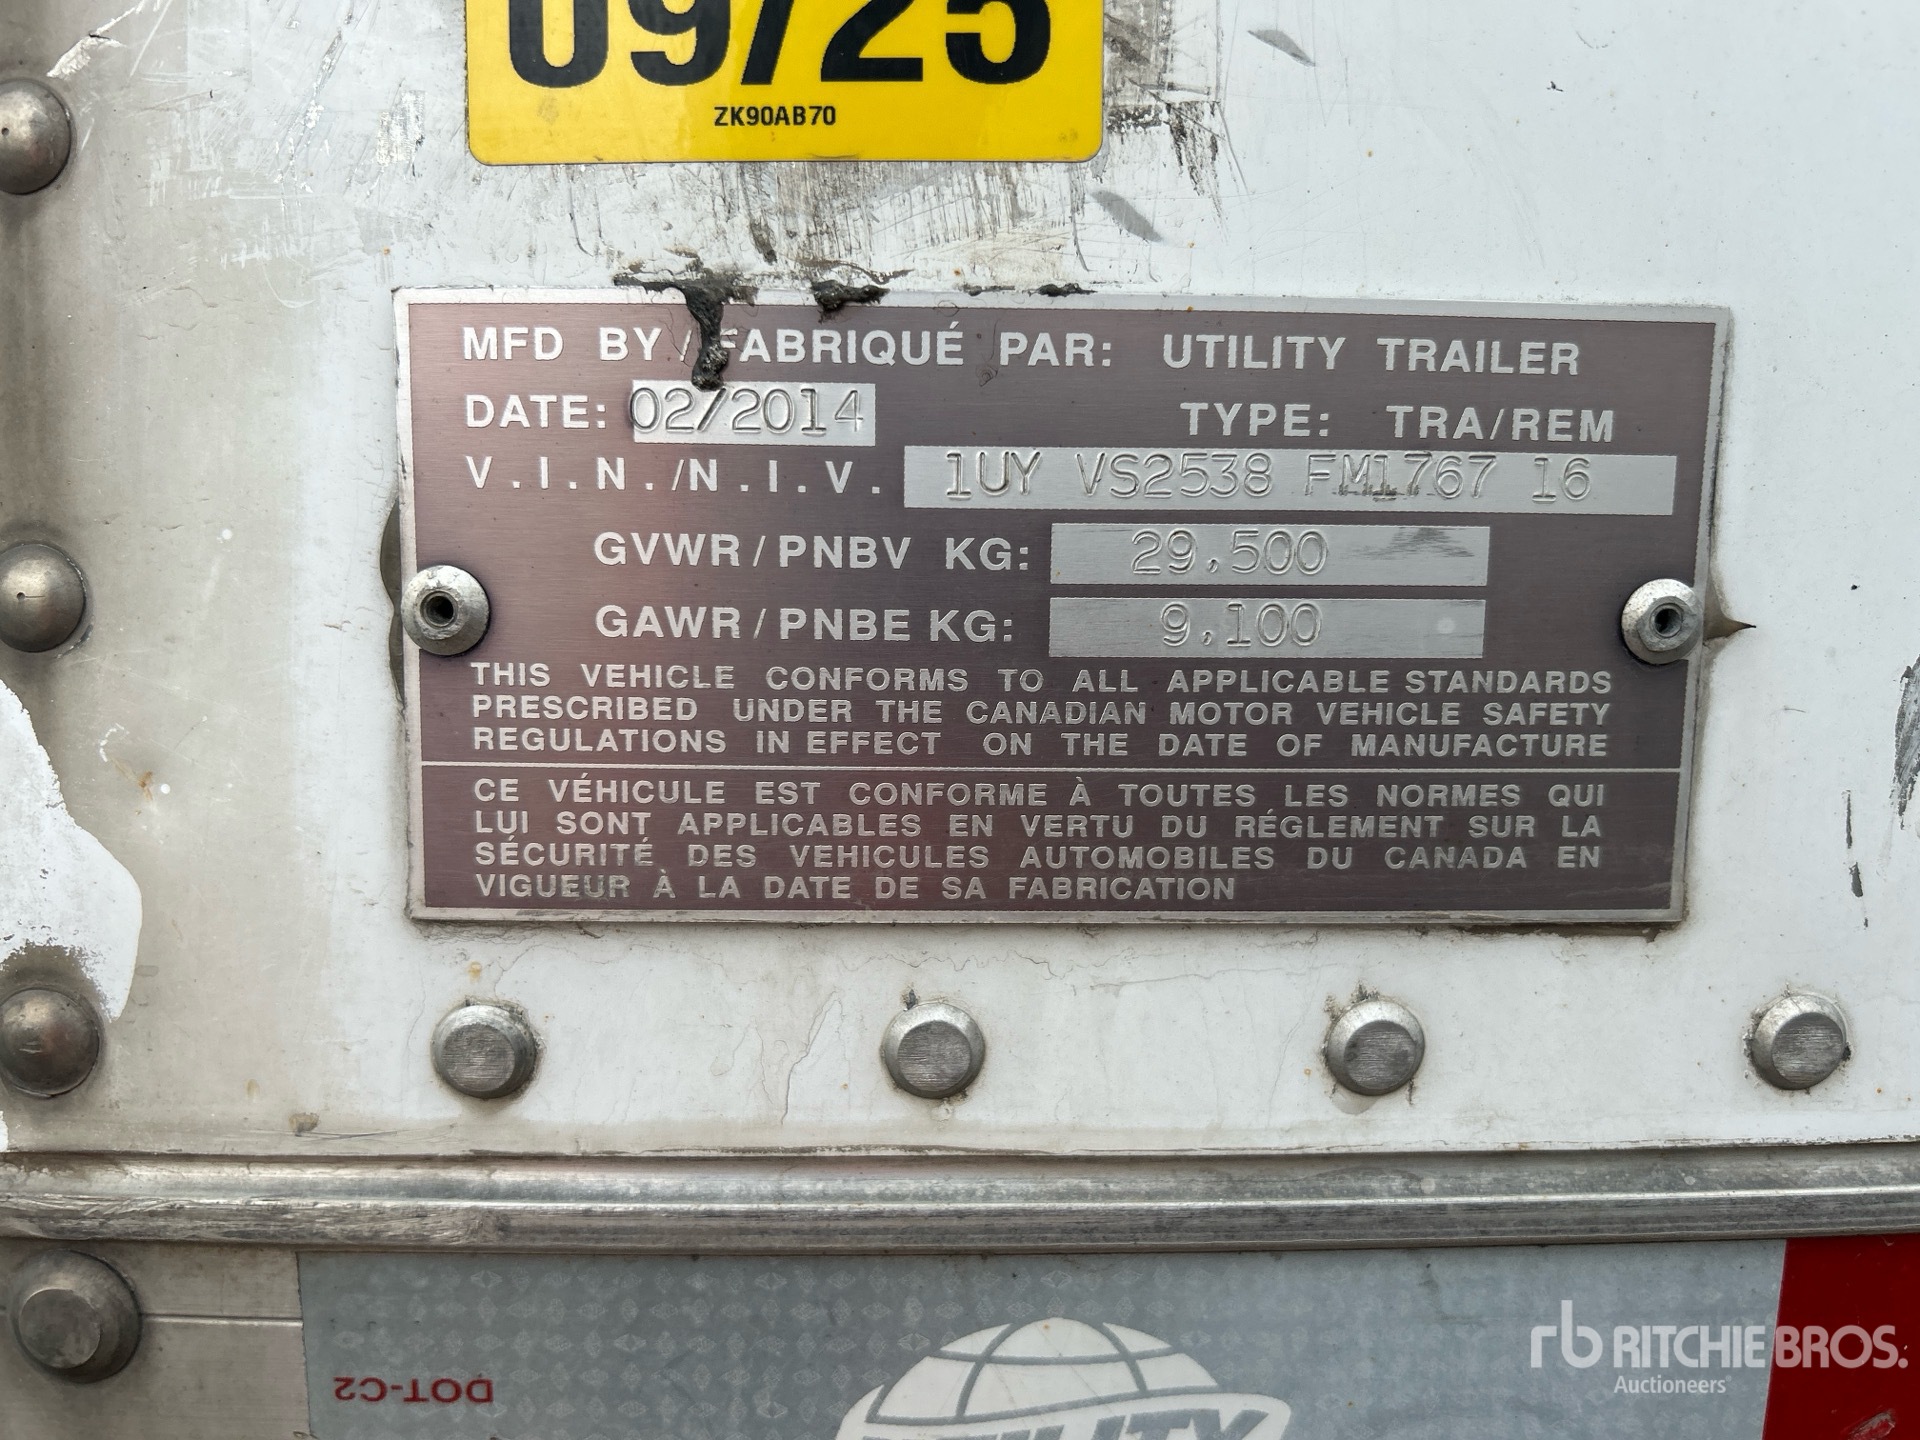 09/25
ZK90AB70
MFD BY / FABRIQUÉ PAR: UTILITY TRAILER
DATE: 02/2014 TYPE: TRA/REM
V.I.N./N.I.V. 1UY VS2538 FM1767 16
GVWR/PNBV KG: 29,500
GAWR/PNBE KG: 9,100
THIS VEHICLE CONFORMS TO ALL APPLICABLE STANDARDS
PRESCRIBED UNDER THE CANADIAN MOTOR VEHICLE SAFETY
REGULATIONS IN EFFECT ON THE DATE OF MANUFACTURE
CE VÉHICULE EST CONFORME À TOUTES LES NORMES QUI
LUI SONT APPLICABLES EN VERTU DU RÉGLEMENT SUR LA
SÉCURITÉ DES VEHICULES AUTOMOBILES DU CANADA EN
VIGUEUR À LA DATE DE SA FABRICATION
DOT-C2
UTILITY
rb RITCHIE BROS.
Auctioneers